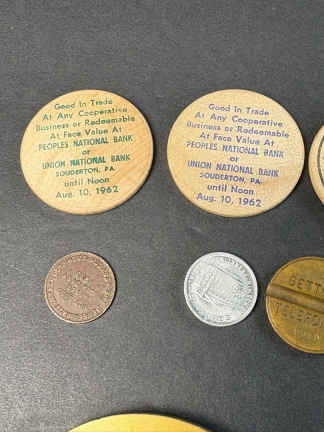 Good In Trade
At Any Cooperative
Business or Redeemable
At Face Value At
PEOPLES NATIONAL BANK
or
UNION NATIONAL BANK
SOUDERTON, PA.
until Noon
Aug. 10, 1962
Good In Trade
At Any Cooperative
Business or Redeemable
At Face Value At
PEOPLES NATIONAL BANK
or
UNION NATIONAL BANK
SOUDERTON, PA.
until Noon
Aug. 10, 1962
GETT
TELEFO